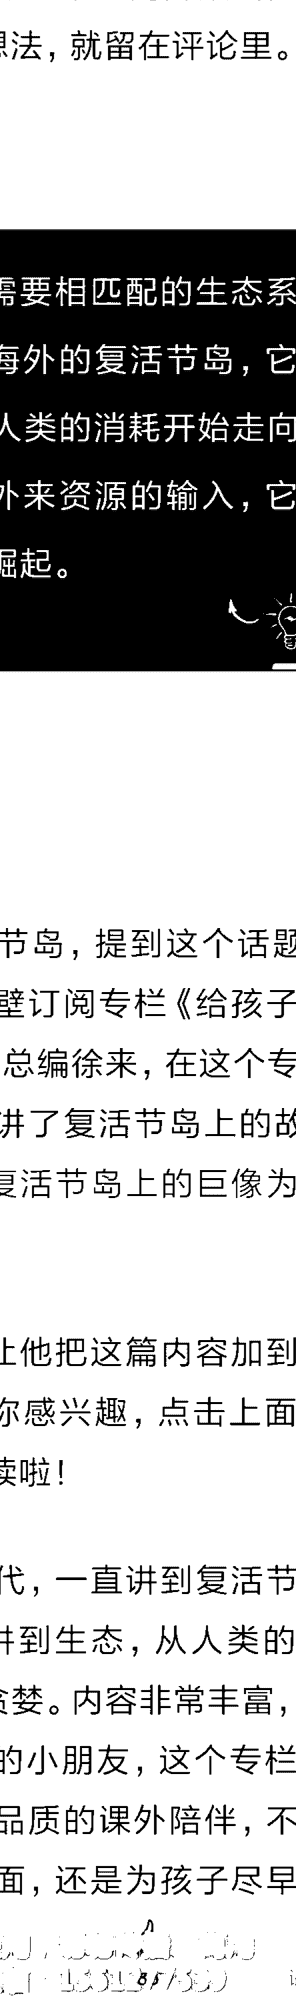 想法，就留在评论里。
需要相匹配的生态系
海外的复活节岛，它
人类的消耗开始走向
外来资源的输入，它
崛起。
节岛，提到这个话题
壁订阅专栏《给孩子
总编徐来，在这个专
讲了复活节岛上的故
复活节岛上的巨像为
让他把这篇内容加到
你感兴趣，点击上面
读啦！
代，一直讲到复活节
讲到生态，从人类的
贪婪。内容非常丰富，
的小朋友，这个专栏
品质的课外陪伴，不
面，还是为孩子尽早